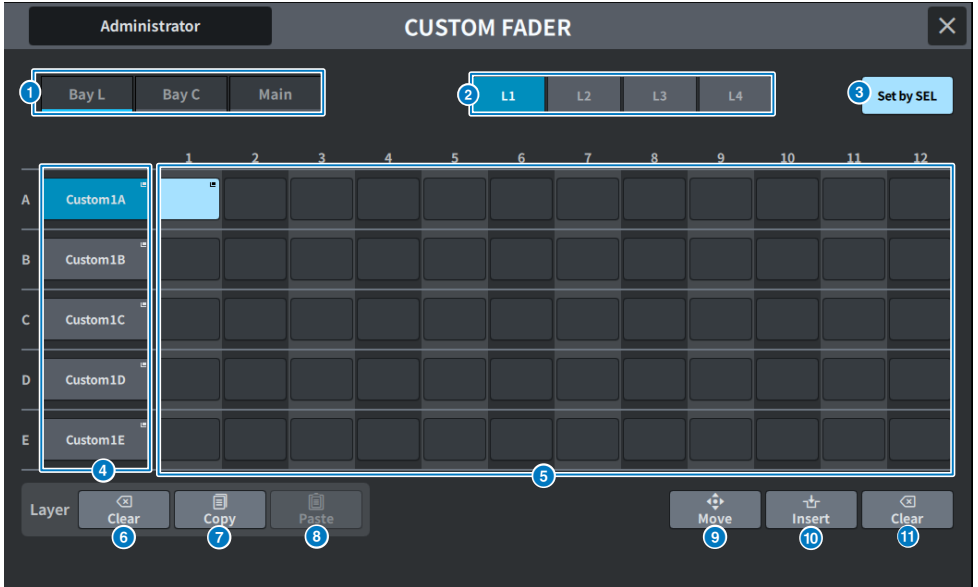 Administrator
CUSTOM FADER
1
Bay L
Bay C
Main
2
L1
L2
L3
L4
3
Set by SEL
1 2 3 4 5 6 7 8 9 10 11 12
A
Custom1A
B
Custom1B
C
Custom1C
D
Custom1D
E
Custom1E
4
5
Layer
Clear
Copy
Paste
Move
Insert
Clear
6
7
8
9
10
11